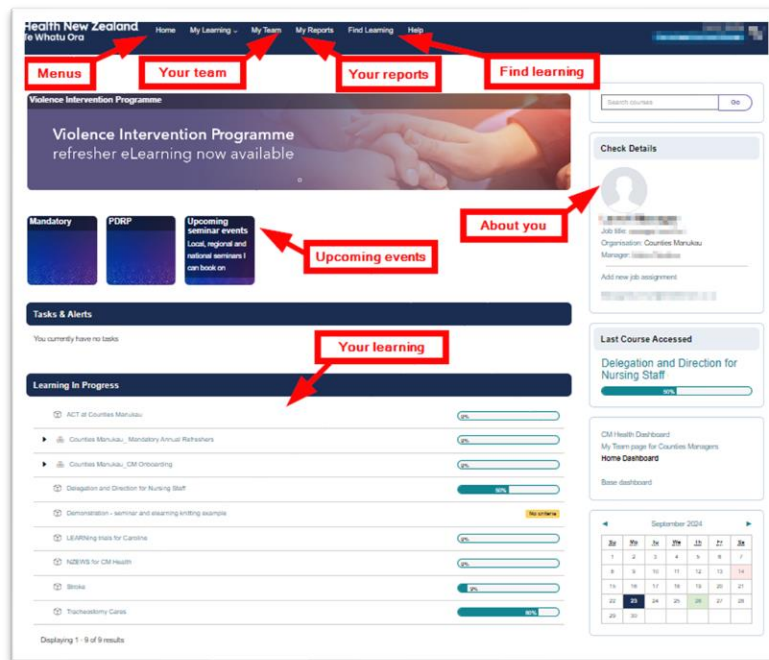 Health New Zealand
Te Whatu Ora
Home My Learning My Team My Reports Find Learning Help
Menus
Your team
Your reports
Find learning
Violence Intervention Programme
Violence Intervention Programme
refresher eLearning now available
Search courses
Go
Check Details
About you
Job title:
Organisation: Counties Manukau
Manager:
Add new job assignment
Mandatory
PDRP
Upcoming
seminar events
Local, regional and
national seminars I
can book on
Upcoming events
Tasks & Alerts
You currently have no tasks
Your learning
Last Course Accessed
Delegation and Direction for
Nursing Staff
50%
Learning In Progress
ACT at Counties Manukau 0%
Counties Manukau_ Mandatory Annual Refreshers 0%
Counties Manukau_CM Onboarding 0%
Delegation and Direction for Nursing Staff 50%
Demonstration - seminar and elearning knitting example No criteria
LEARNing trials for Caroline 0%
NZEWS for CM Health 0%
Stroke
Tracheostomy Cares
Displaying 1 - 9 of 9 results
CM Health Dashboard
My Team page for Counties Managers
Home Dashboard
Base dashboard
September 2024
Su Mo Tu We Th Fr Sa
1 2 3 4 5 6 7
8 9 10 11 12 13 14
15 16 17 18 19 20 21
22 23 24 25 26 27 28
29 30